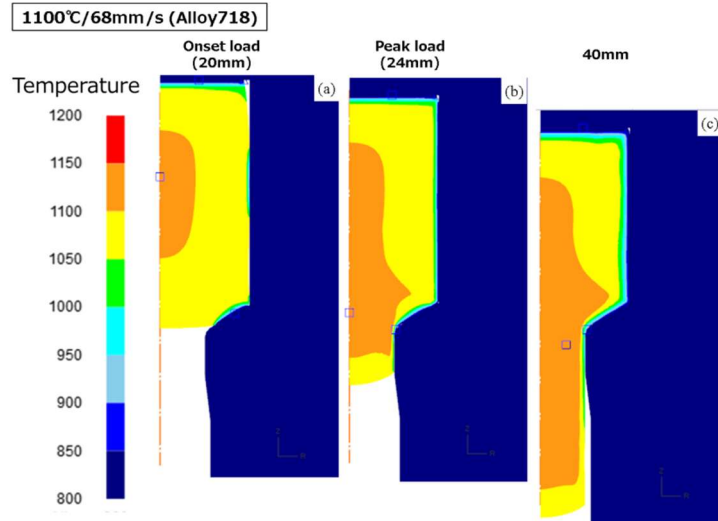 1100℃/68mm/s (Alloy718)
Onset load
(20mm)
Peak load
(24mm)
40mm
Temperature
(a)
(b)
(c)
1200
1150
1100
1050
1000
950
900
850
800
Z
R
Z
R
Z
R